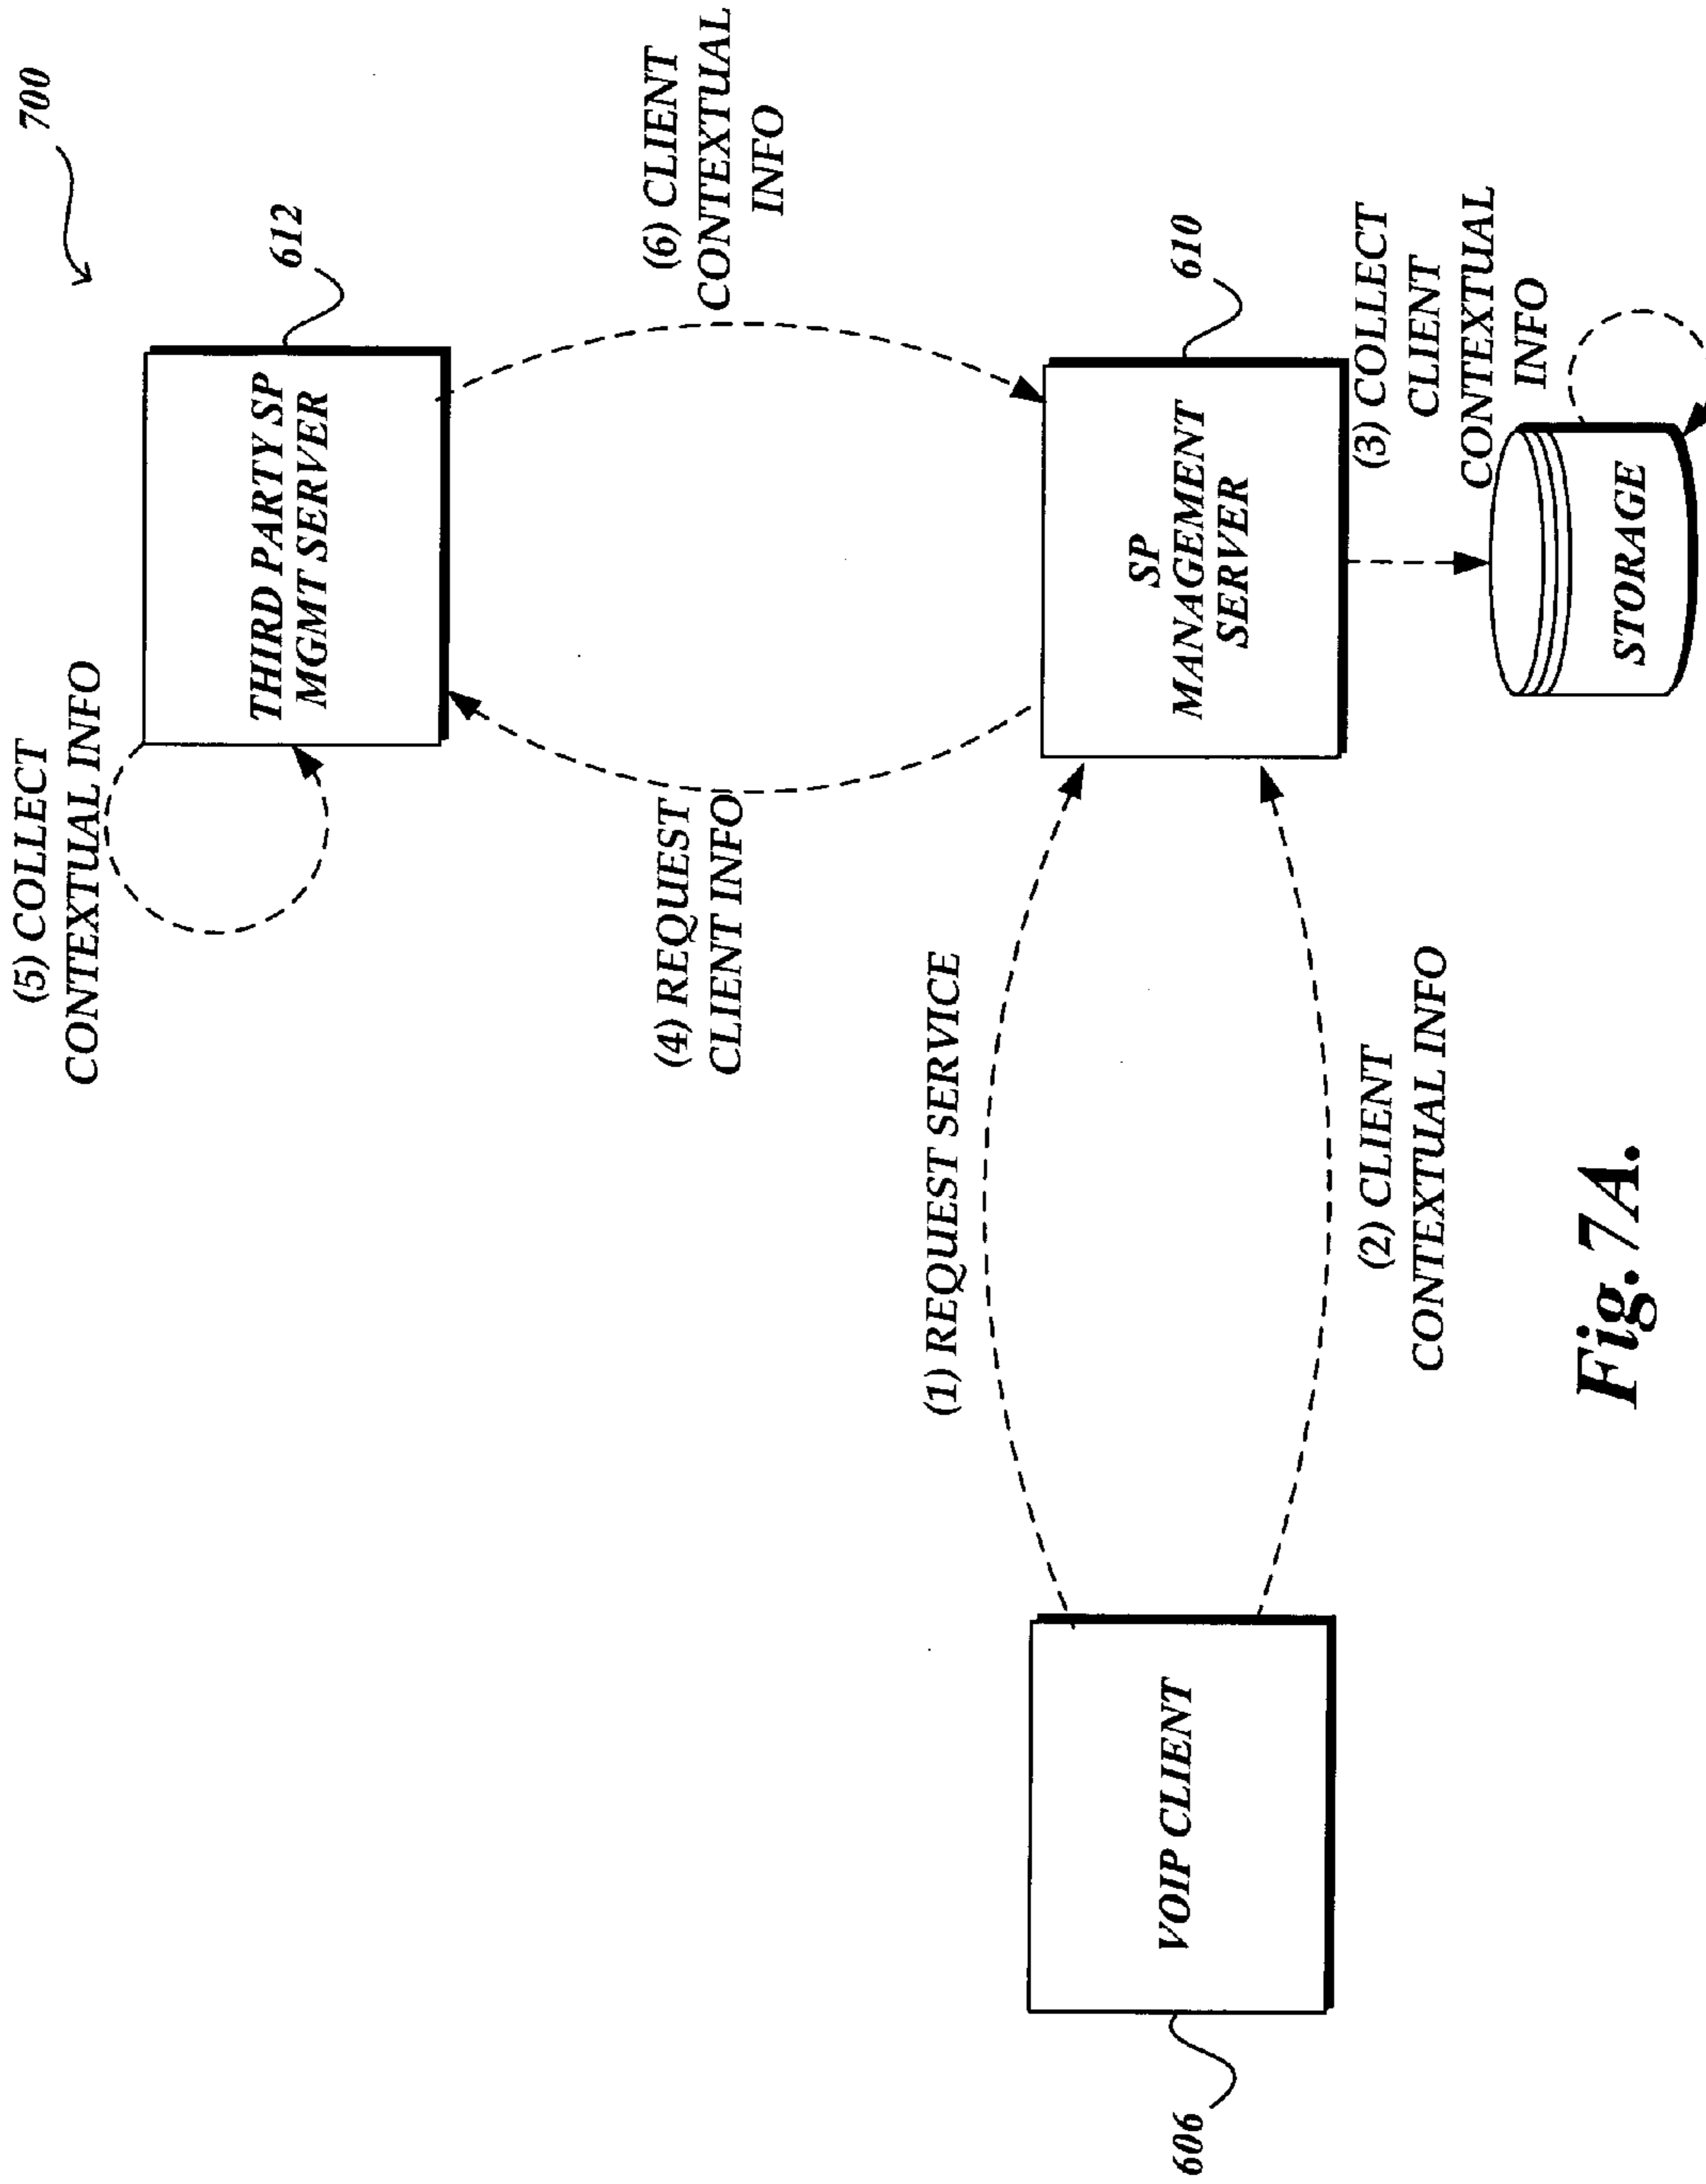 700
(5) COLLECT
CONTEXTUAL INFO
THIRD PARTY SP
MGMT SERVER
612
(4) REQUEST
CLIENT INFO
(6) CLIENT
CONTEXTUAL
INFO
(1) REQUEST SERVICE
606
VOIP CLIENT
SP
MANAGEMENT
SERVER
610
(2) CLIENT
CONTEXTUAL INFO
(3) COLLECT
CLIENT
CONTEXTUAL
INFO
STORAGE
Fig.7A.